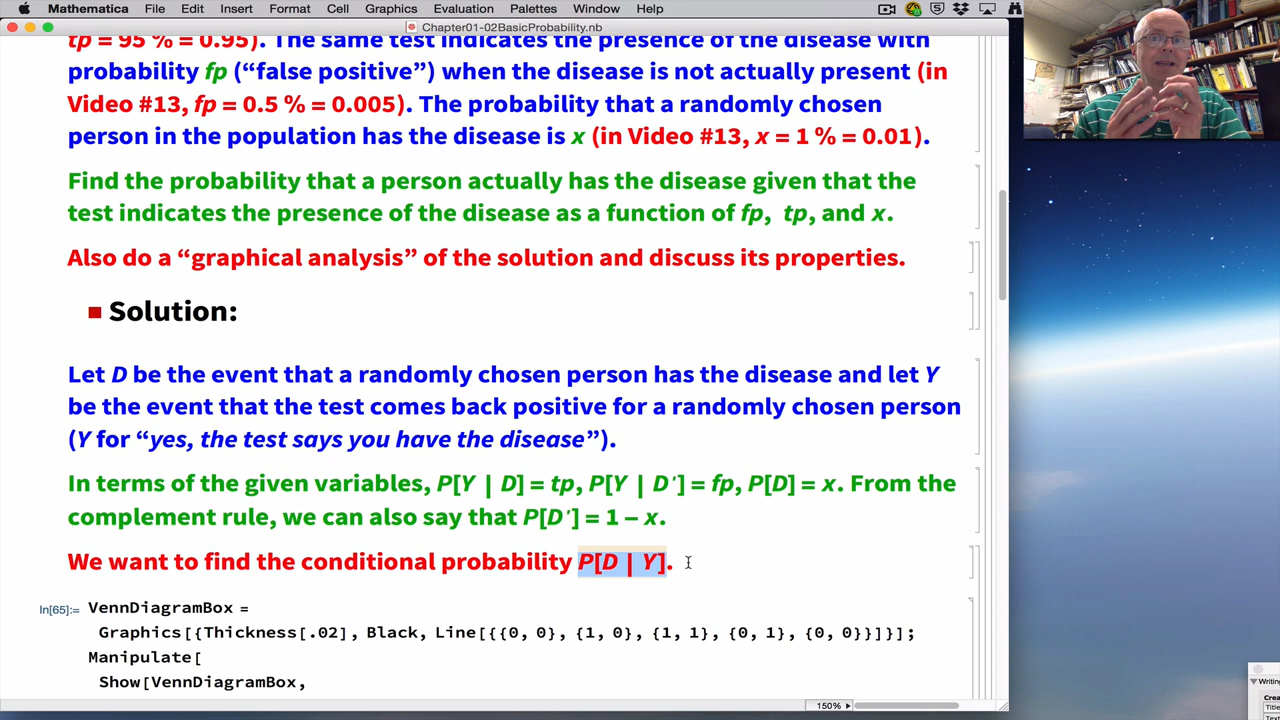 Mathematica File Edit Insert Format Cell Graphics Evaluation Palettes Window Help
Chapter01-02BasicProbability.nb
tp = 95 % = 0.95). The same test indicates the presence of the disease with
probability fp (“false positive”) when the disease is not actually present (in
Video #13, fp = 0.5 % = 0.005). The probability that a randomly chosen
person in the population has the disease is x (in Video #13, x = 1 % = 0.01).
Find the probability that a person actually has the disease given that the
test indicates the presence of the disease as a function of fp, tp, and x.
Also do a “graphical analysis” of the solution and discuss its properties.
Solution:
Let D be the event that a randomly chosen person has the disease and let Y
be the event that the test comes back positive for a randomly chosen person
(Y for “yes, the test says you have the disease”).
In terms of the given variables, P[Y | D] = tp, P[Y | D′] = fp, P[D] = x. From the
complement rule, we can also say that P[D′] = 1 – x.
We want to find the conditional probability P[D | Y].
In[65]:= VennDiagramBox =
Graphics[{Thickness[.02], Black, Line[{{0, 0}, {1, 0}, {1, 1}, {0, 1}, {0, 0}}]}];
Manipulate[
Show[VennDiagramBox,
150%
Writing
Crea
Title